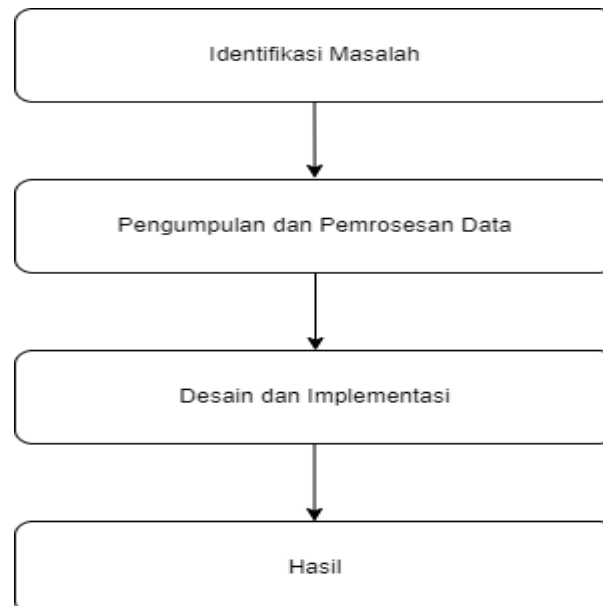 Identifikasi Masalah
Pengumpulan dan Pemrosesan Data
Desain dan Implementasi
Hasil